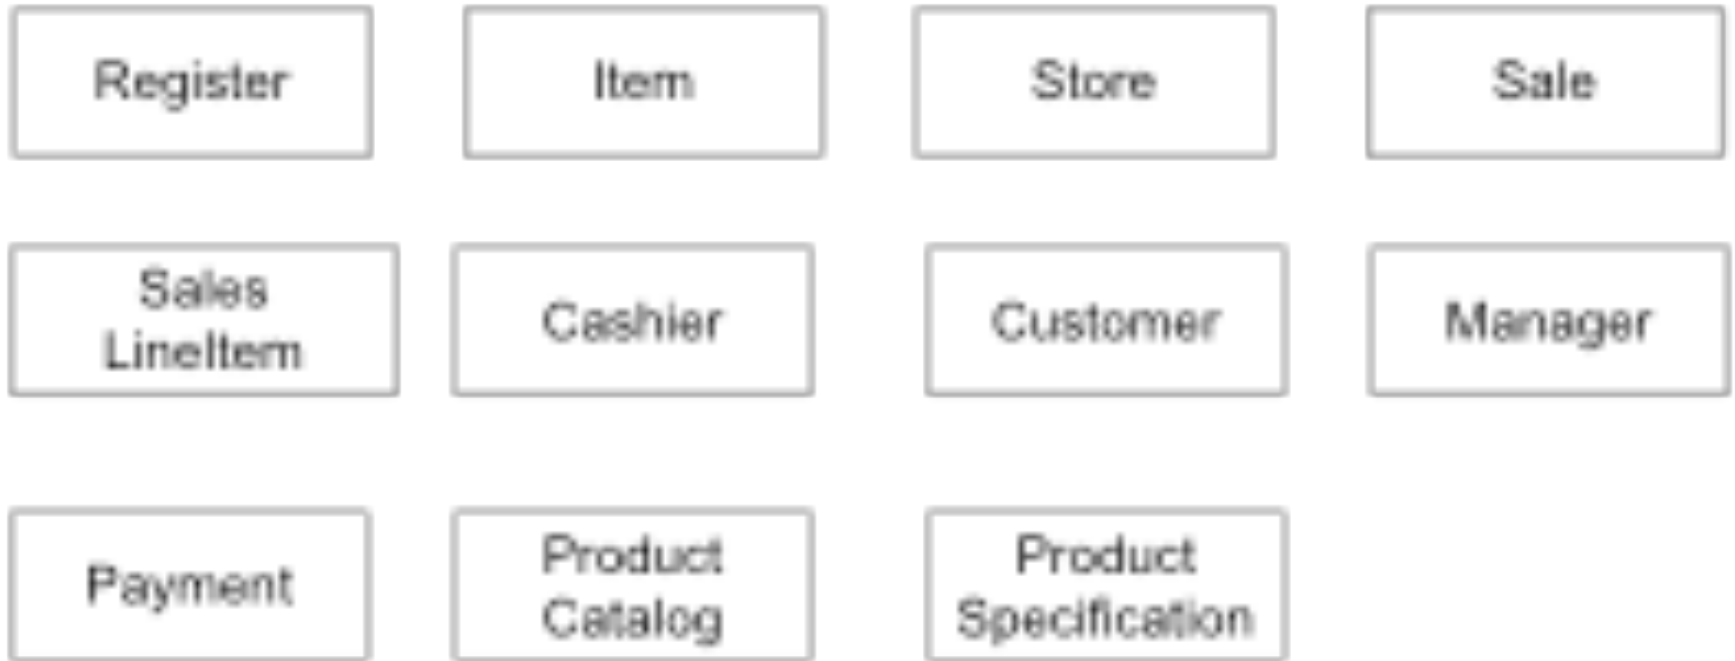 Register
Item
Store
Sale
Sales
LineItem
Cashier
Customer
Manager
Payment
Product
Catalog
Product
Specification